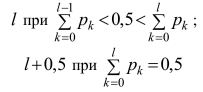 l при \sum_{k=0}^{l-1} p_k < 0,5 < \sum_{k=0}^{l} p_k ;
l+0,5 при \sum_{k=0}^{l} p_k = 0,5